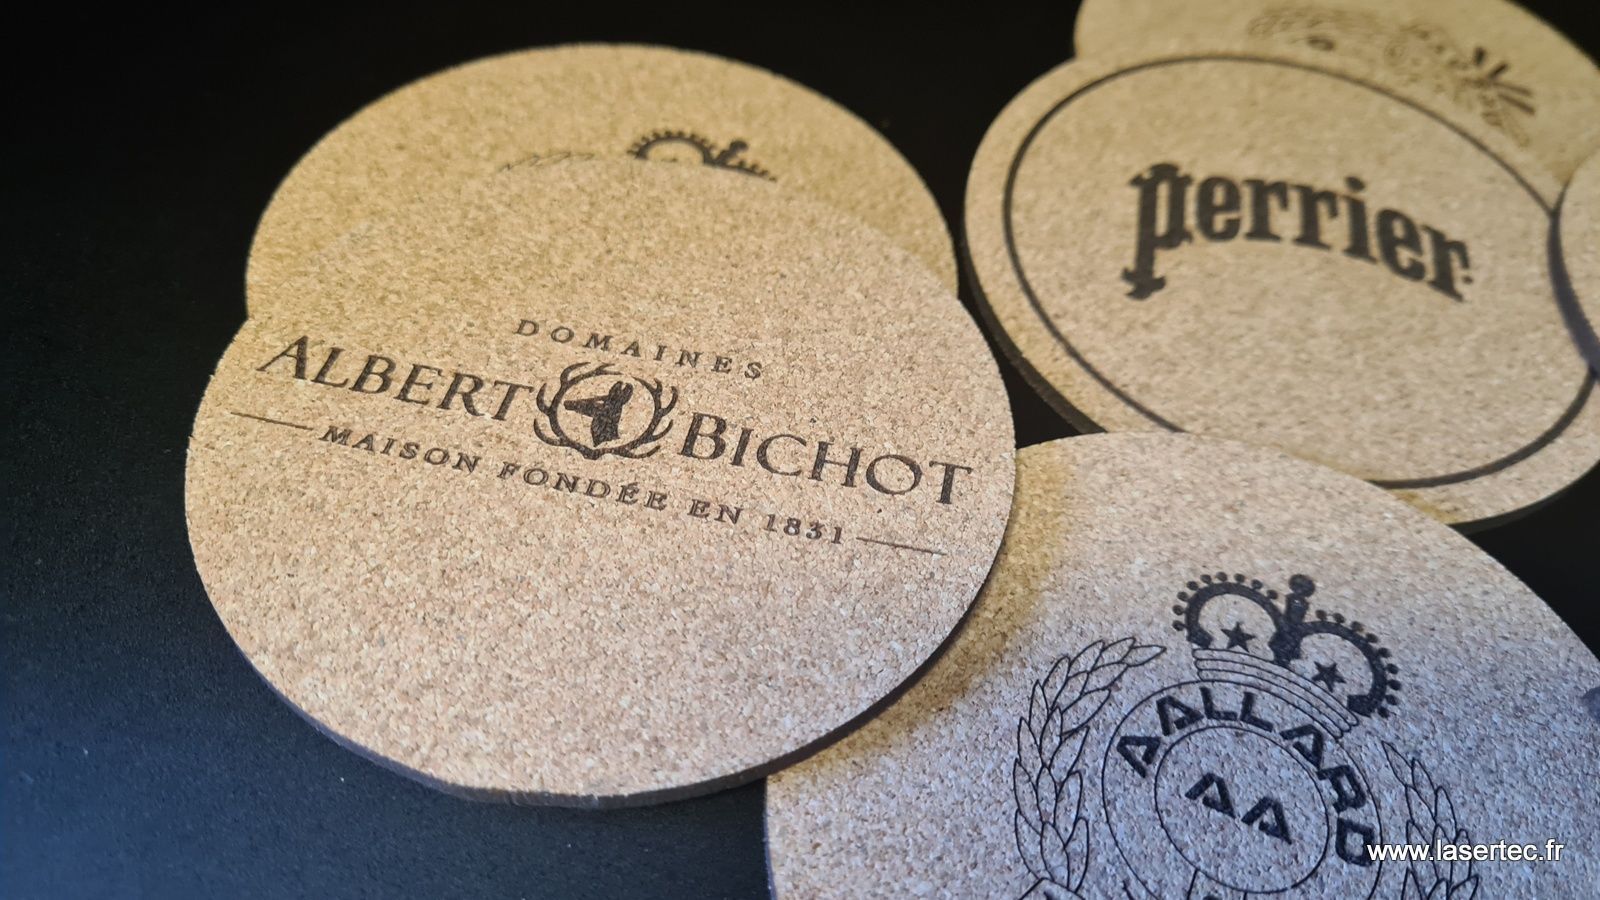 DOMAINES
ALBERT BICHOT
MAISON FONDÉE EN 1831
perrier
AALLARD
AA
www.lasertec.fr